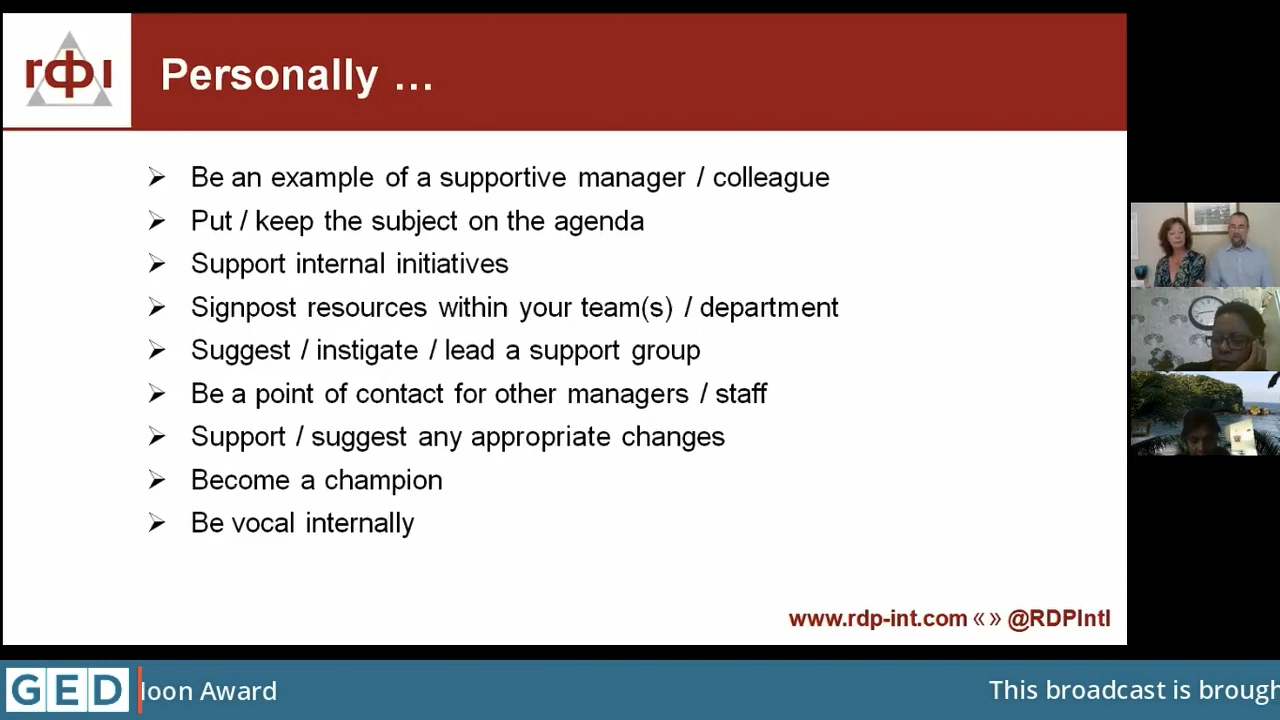 rфı
Personally …
Be an example of a supportive manager / colleague
Put / keep the subject on the agenda
Support internal initiatives
Signpost resources within your team(s) / department
Suggest / instigate / lead a support group
Be a point of contact for other managers / staff
Support / suggest any appropriate changes
Become a champion
Be vocal internally
www.rdp-int.com «» @RDPIntl
GED
loon Award
This broadcast is brough